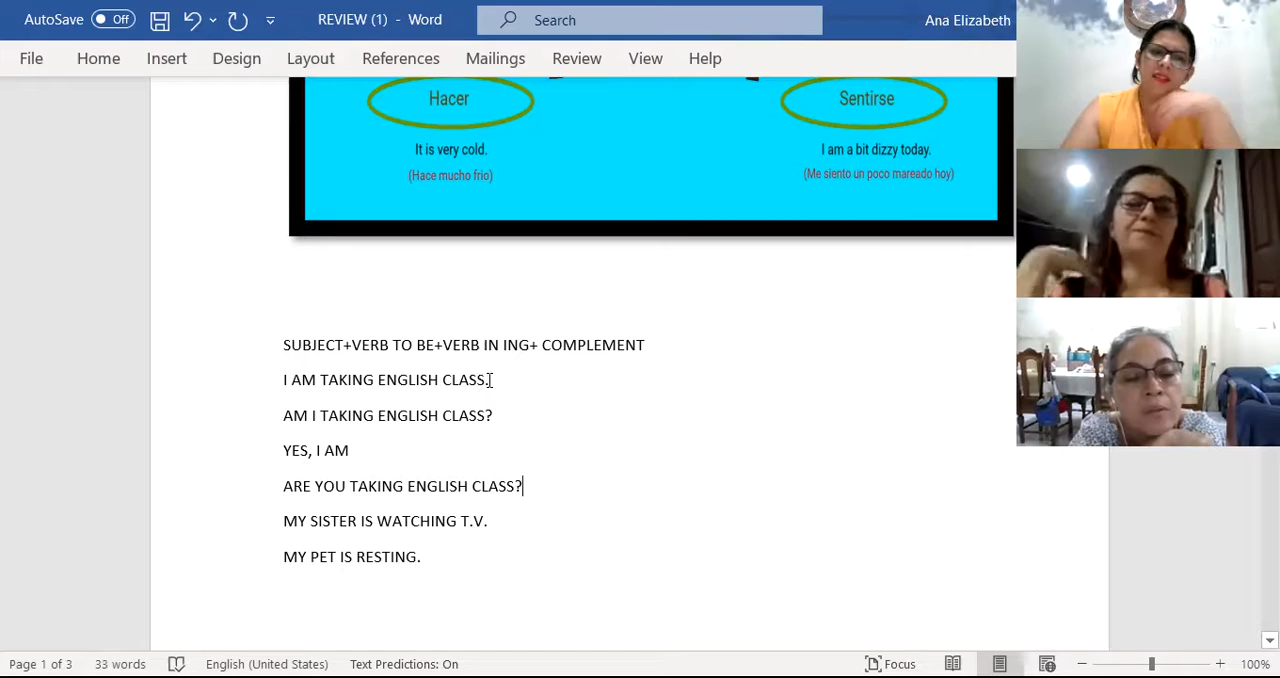 AutoSave Off REVIEW (1) - Word Search Ana Elizabeth
File Home Insert Design Layout References Mailings Review View Help
Hacer Sentirse
It is very cold. I am a bit dizzy today.
(Hace mucho frio) (Me siento un poco mareado hoy)
SUBJECT+VERB TO BE+VERB IN ING+ COMPLEMENT
I AM TAKING ENGLISH CLASS.
AM I TAKING ENGLISH CLASS?
YES, I AM
ARE YOU TAKING ENGLISH CLASS?
MY SISTER IS WATCHING T.V.
MY PET IS RESTING.
Page 1 of 3 33 words English (United States) Text Predictions: On Focus 100%